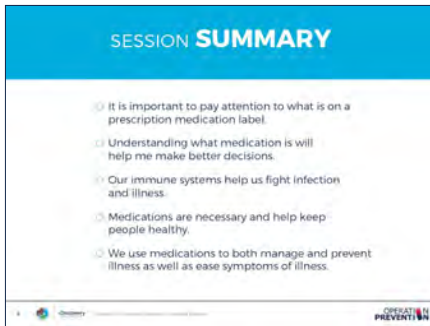 SESSION SUMMARY
It is important to pay attention to what is on a
prescription medication label.
Understanding what medication is will
help me make better decisions.
Our immune systems help us fight infection
and illness.
Medications are necessary and help keep
people healthy.
We use medications to both manage and prevent
illness as well as ease symptoms of illness.
Discovery
OPERATION
PREVENTION